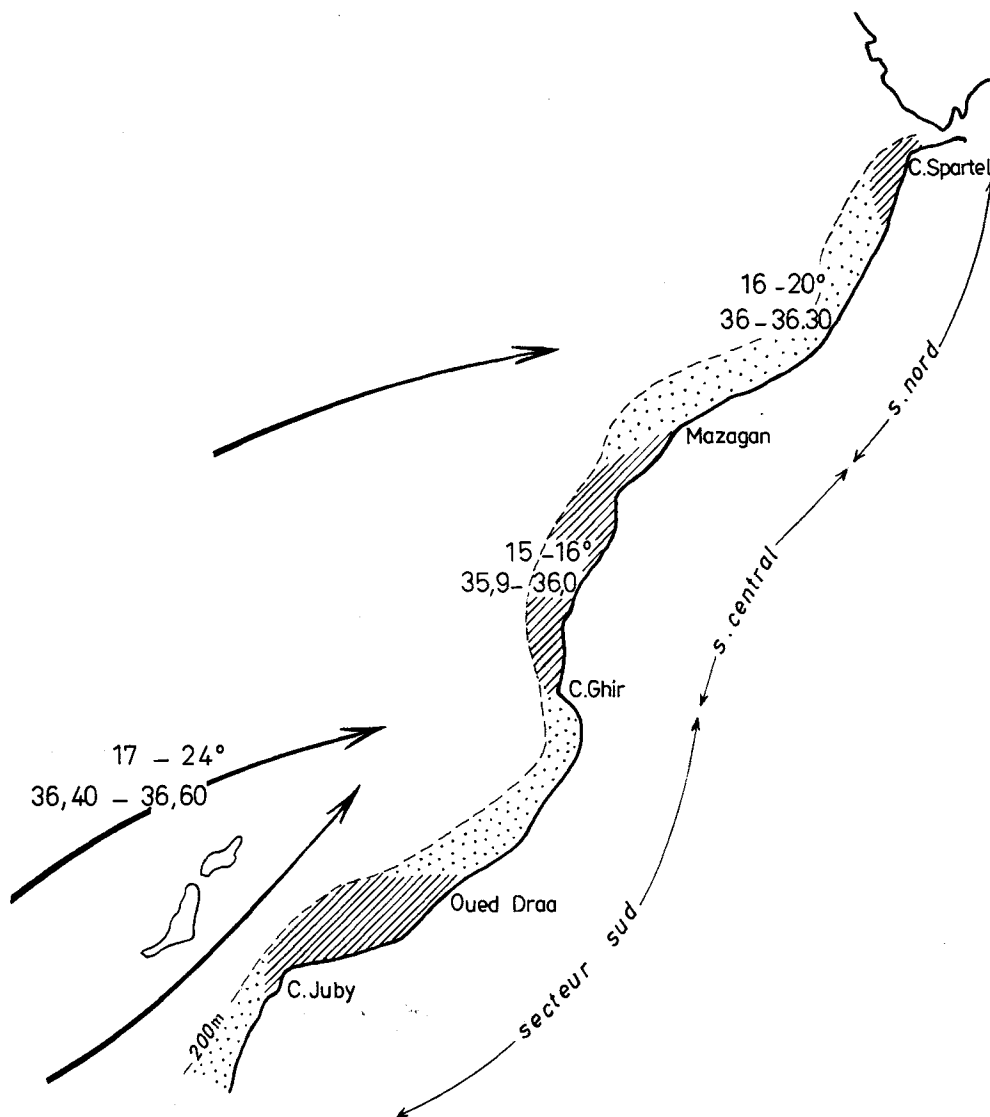 C.Spartel
16 - 20°
36 - 36.30
s. nord
Mazagan
15 - 16°
35,9 - 36,0
s. central
C.Ghir
17 - 24°
36,40 - 36,60
Oued Draa
secteur sud
C.Juby
200m